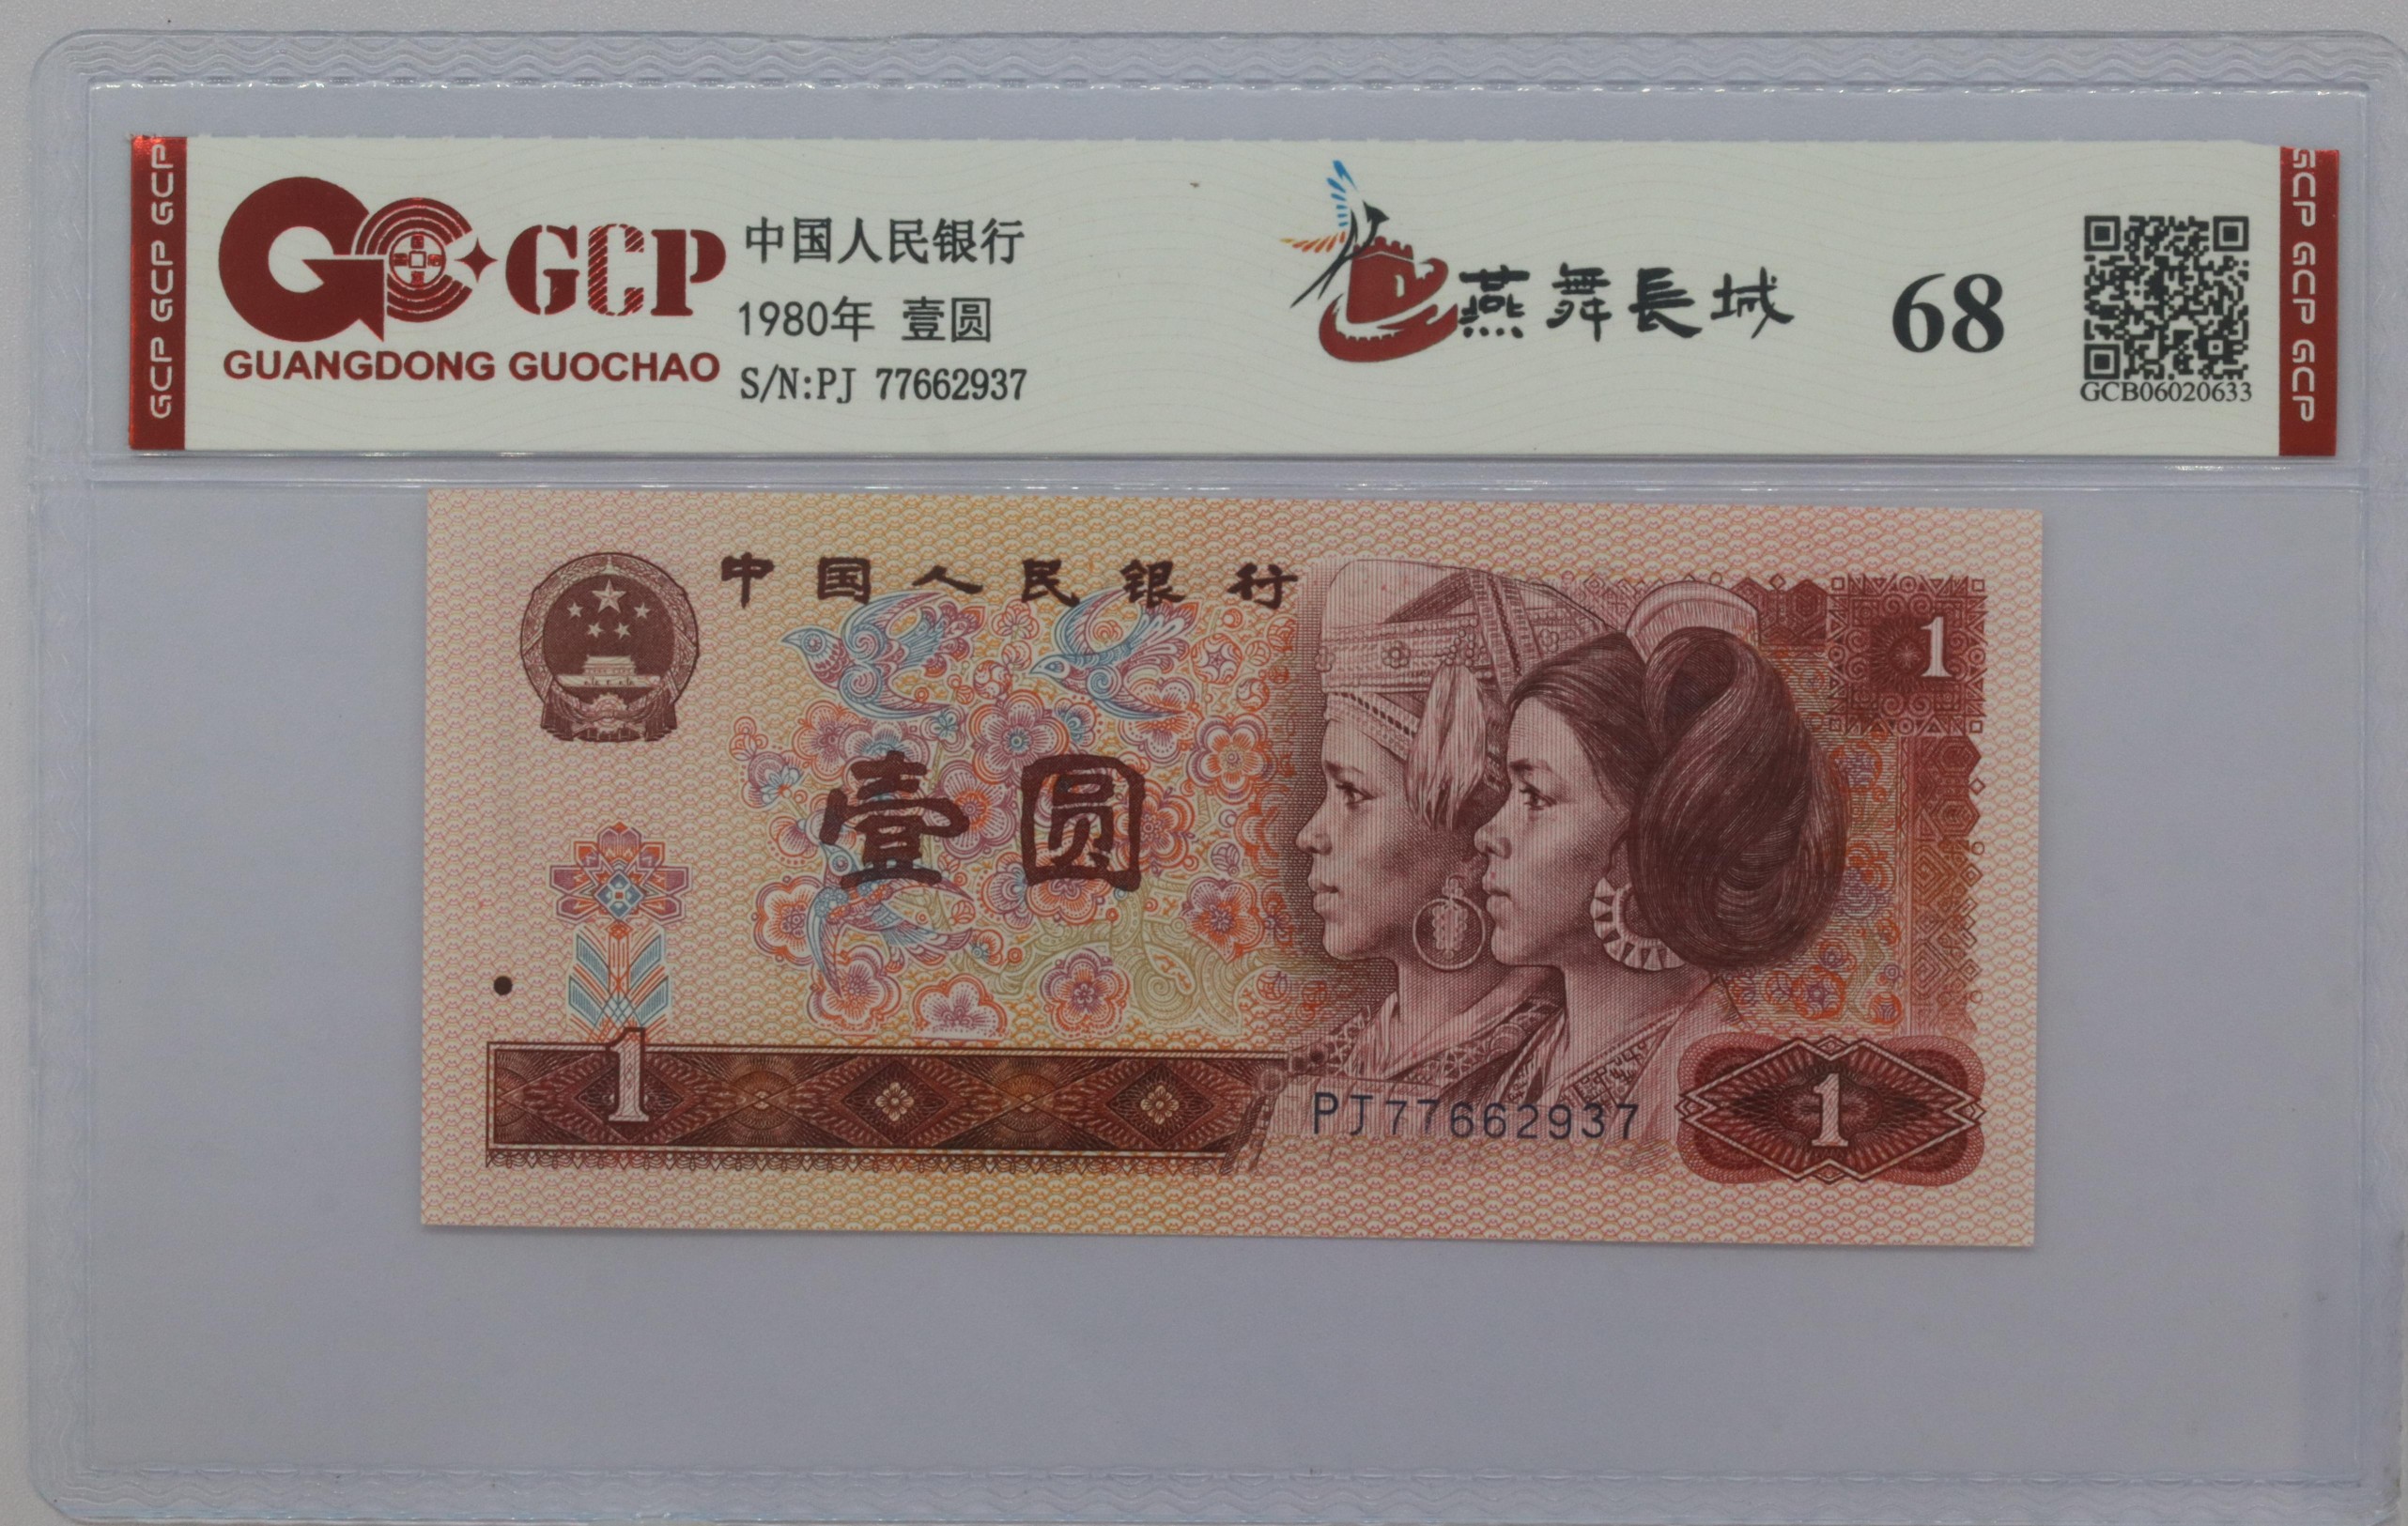 GCP GCP GCP
GCP
GUANGDONG GUOCHAO
中国人民银行
1980年 壹圆
S/N:PJ 77662937
燕舞長城
68
GCB06020633
GCP GCP GCP
中国人民银行
1
壹圆
1
PJ77662937
1